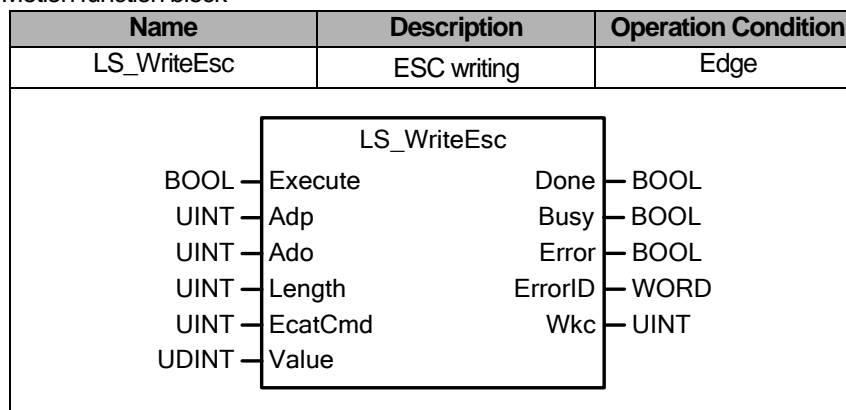 Motion function block
Name Description Operation Condition
LS_WriteEsc ESC writing Edge
LS_WriteEsc
BOOL Execute Done BOOL
UINT Adp Busy BOOL
UINT Ado Error BOOL
UINT Length ErrorID WORD
UINT EcatCmd Wkc UINT
UDINT Value